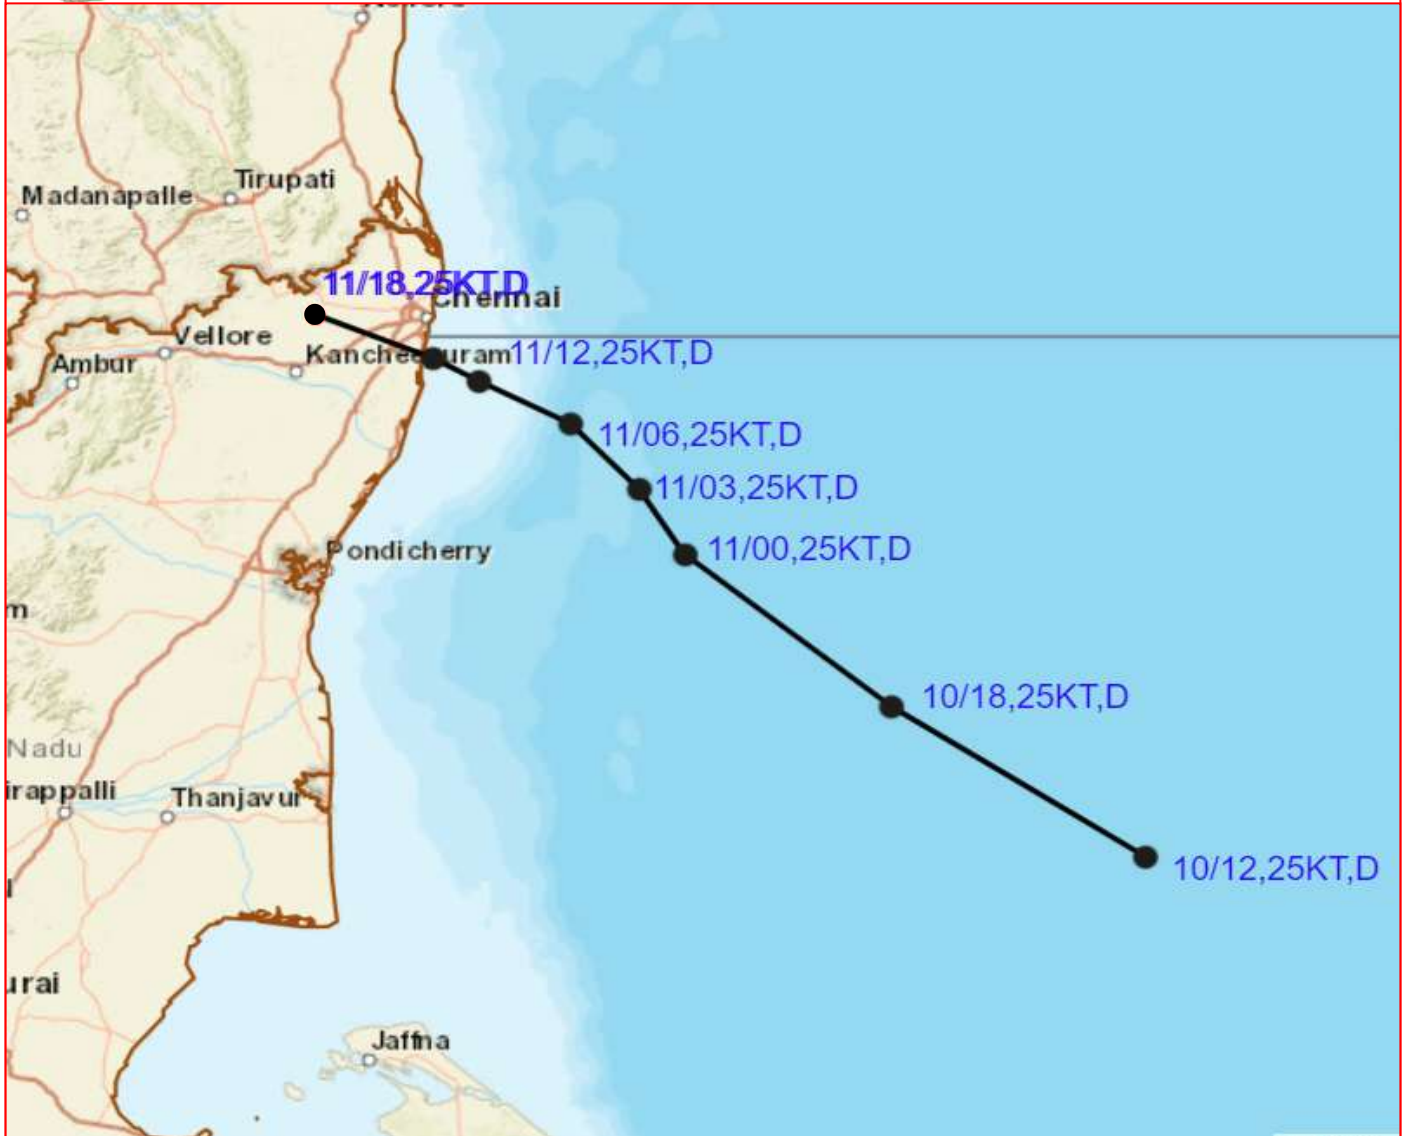 Tirupati
Madanapalle
11/18,25KT,D
Chennai
Vellore
Kancheepuram
11/12,25KT,D
Ambur
11/06,25KT,D
11/03,25KT,D
11/00,25KT,D
Pondicherry
m
10/18,25KT,D
Nadu
irappalli
Thanjavur
10/12,25KT,D
urai
Jaffna